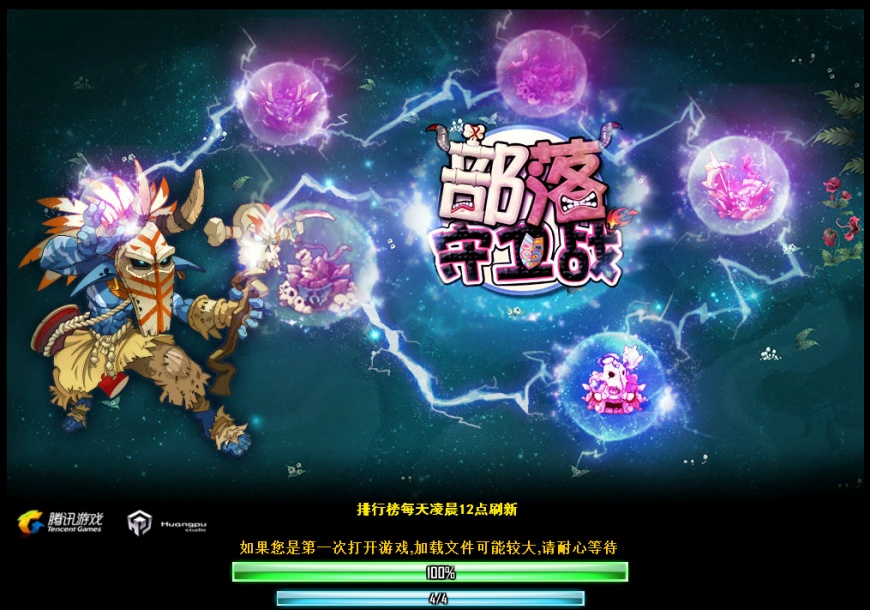 部落
守卫战
腾讯游戏
Tencent Games
Huangpu
studio
排行榜每天凌晨12点刷新
如果您是第一次打开游戏,加载文件可能较大,请耐心等待
100%
4/4